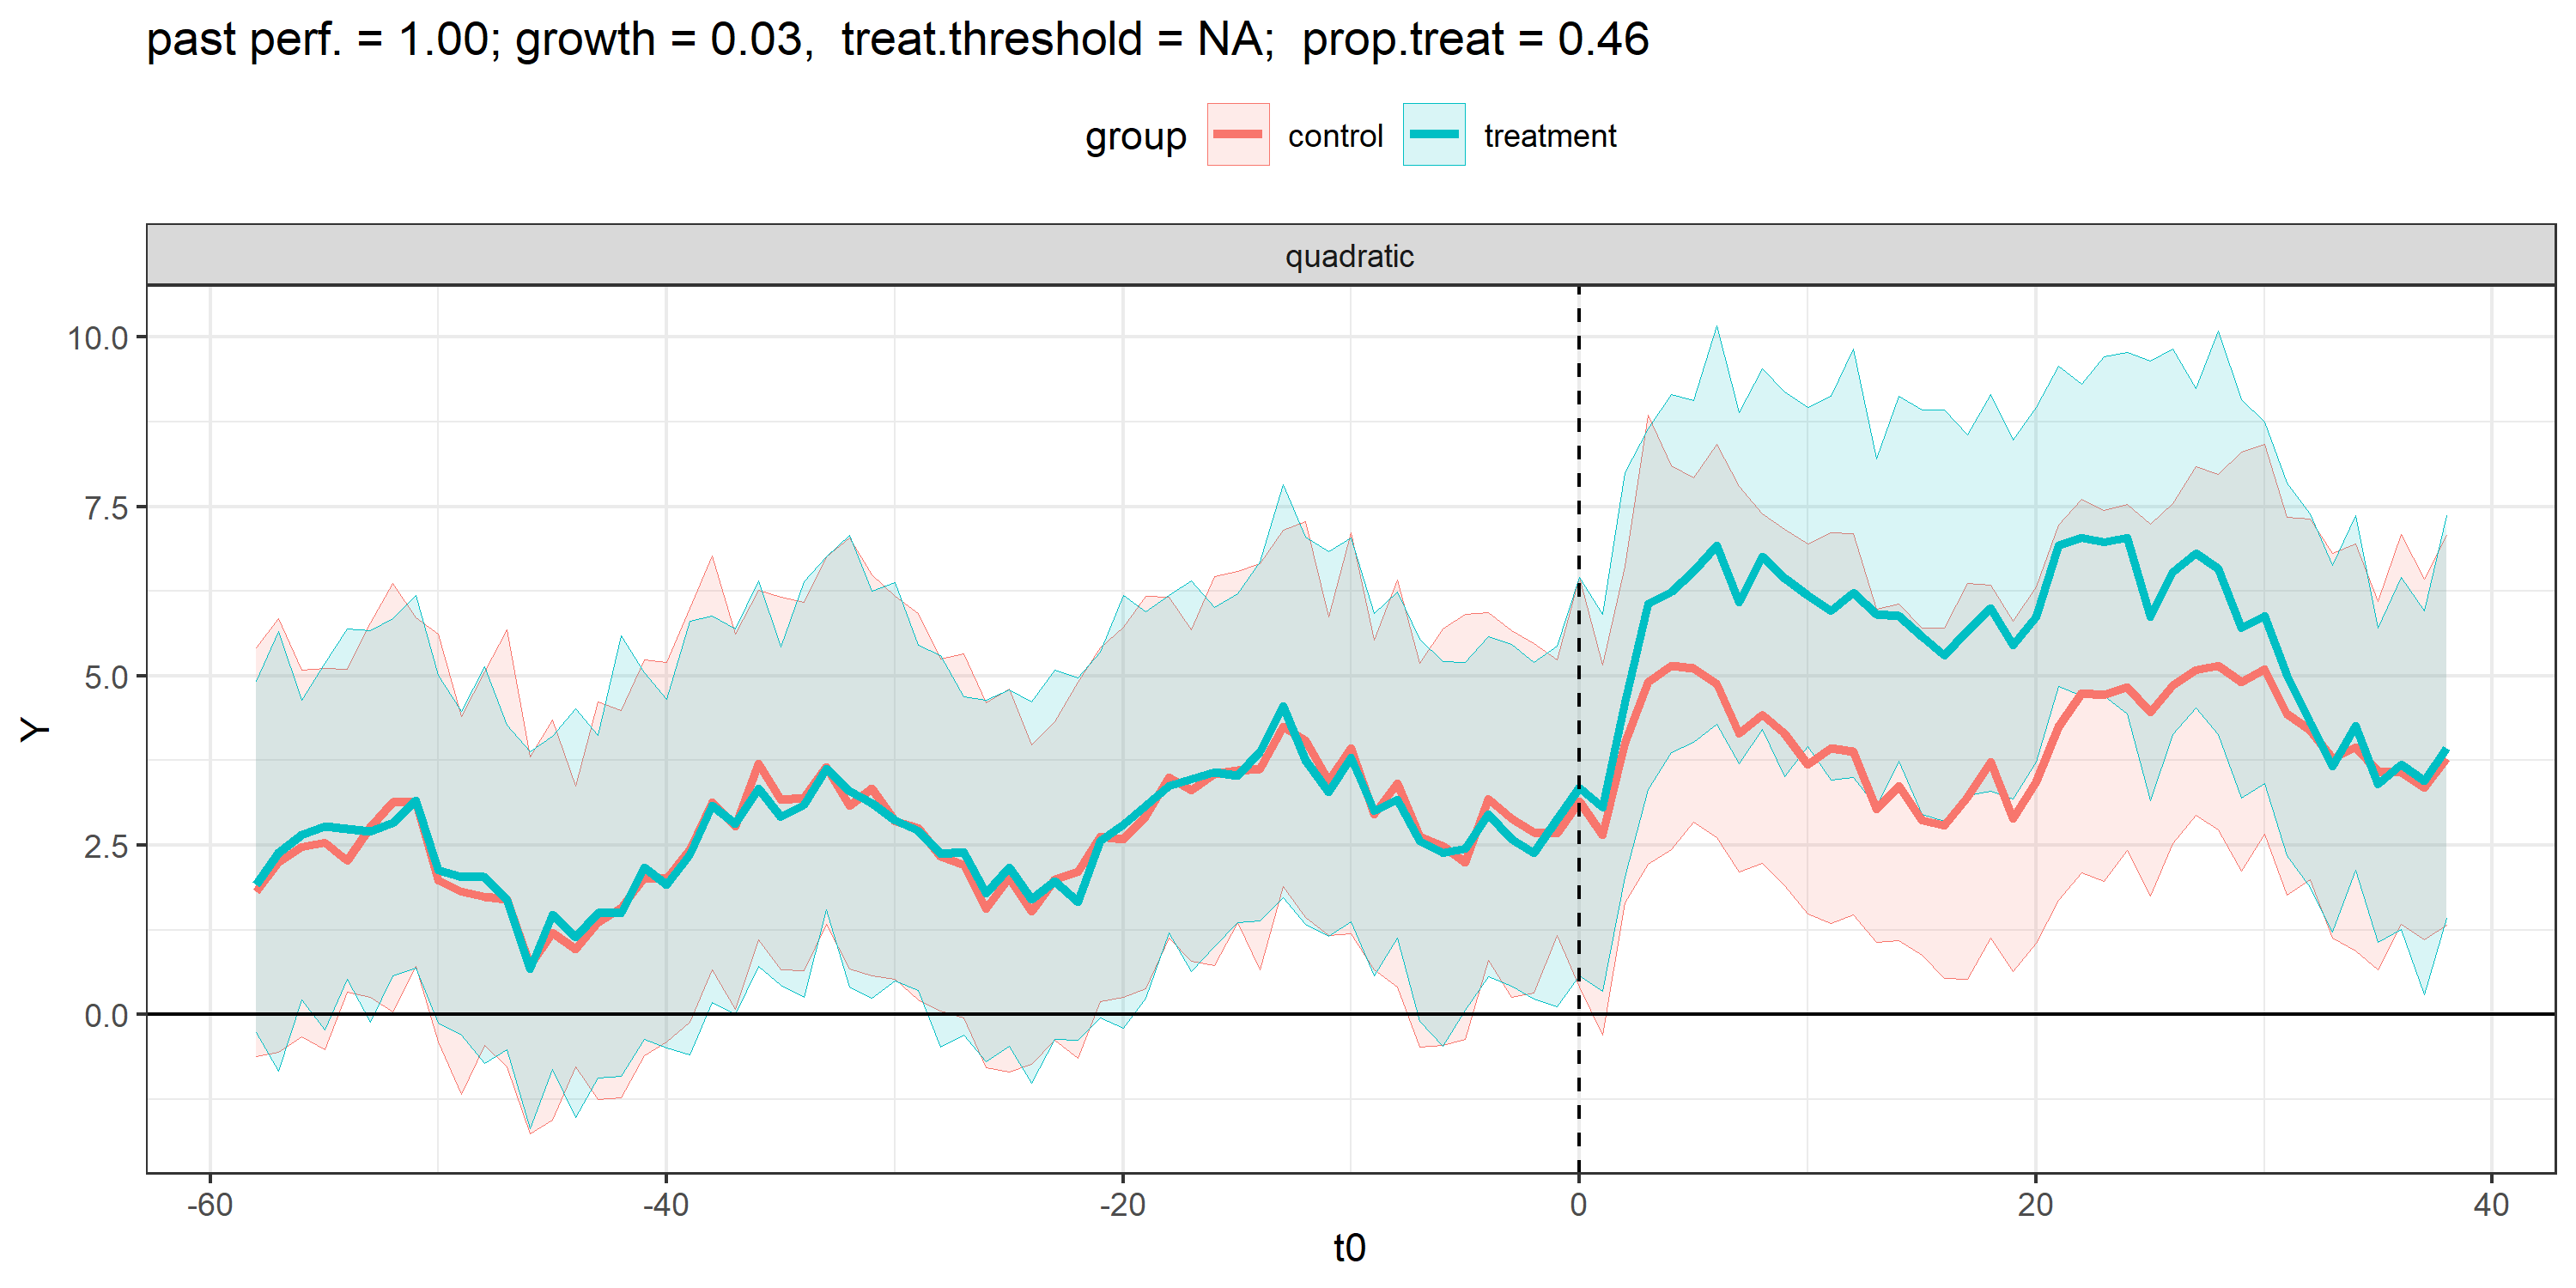 past perf. = 1.00; growth = 0.03,  treat.threshold = NA;  prop.treat = 0.46
group control treatment
quadratic
10.0
7.5
5.0
2.5
0.0
Y
-60 -40 -20 0 20 40
t0